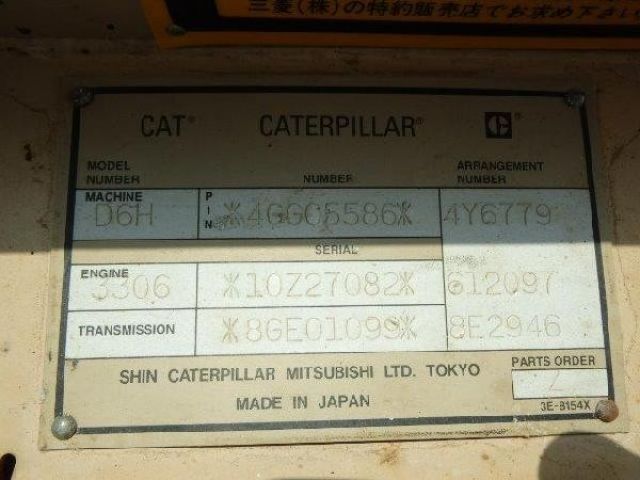 三菱(株)の特約販売店でお求め下さい
CAT® CATERPILLAR® C®
MODEL NUMBER NUMBER ARRANGEMENT NUMBER
MACHINE D6H PIN *4GG05586* 4Y6779
SERIAL
ENGINE 3306 *10Z27082* 612097
TRANSMISSION *8GE01099* 8E2946
SHIN CATERPILLAR MITSUBISHI LTD. TOKYO PARTS ORDER
MADE IN JAPAN Z
3E-8154X